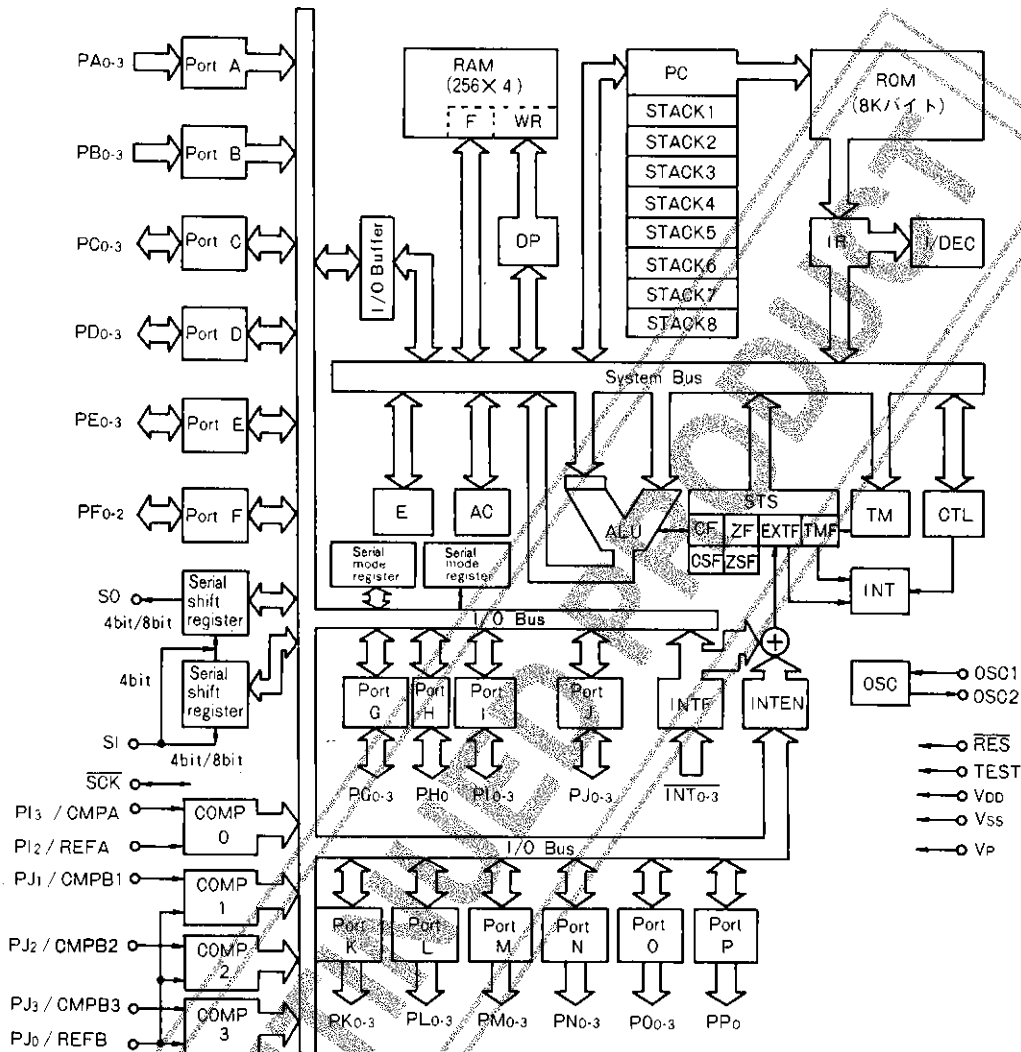 PA0-3
Port A
PB0-3
Port B
PC0-3
Port C
PD0-3
Port D
PE0-3
Port E
PF0-2
Port F
SO
4bit/8bit
Serial
shift
register
4bit
Serial
shift
register
SI
4bit/8bit
SCK
PI3 / CMPA
PI2 / REFA
COMP
0
PJ1 / CMPB1
COMP
1
PJ2 / CMPB2
COMP
2
PJ3 / CMPB3
PJ0 / REFB
COMP
3
RAM
(256×4)
F
WR
DP
I/O Buffer
PC
STACK1
STACK2
STACK3
STACK4
STACK5
STACK6
STACK7
STACK8
ROM
(8Kバイト)
IR
I/DEC
System Bus
E
AC
ALU
STS
CF
ZF
EXTF
TMF
CSF
ZSF
TM
CTL
INT
Serial
mode
register
Serial
mode
register
I/O Bus
Port
G
Port
H
Port
I
Port
J
INTF
INTEN
OSC
OSC1
OSC2
PG0-3
PH0
PI0-3
PJ0-3
INT0-3
RES
TEST
VDD
VSS
VP
I/O Bus
Port
K
Port
L
Port
M
Port
N
Port
O
Port
P
PK0-3
PL0-3
PM0-3
PN0-3
PO0-3
PP0